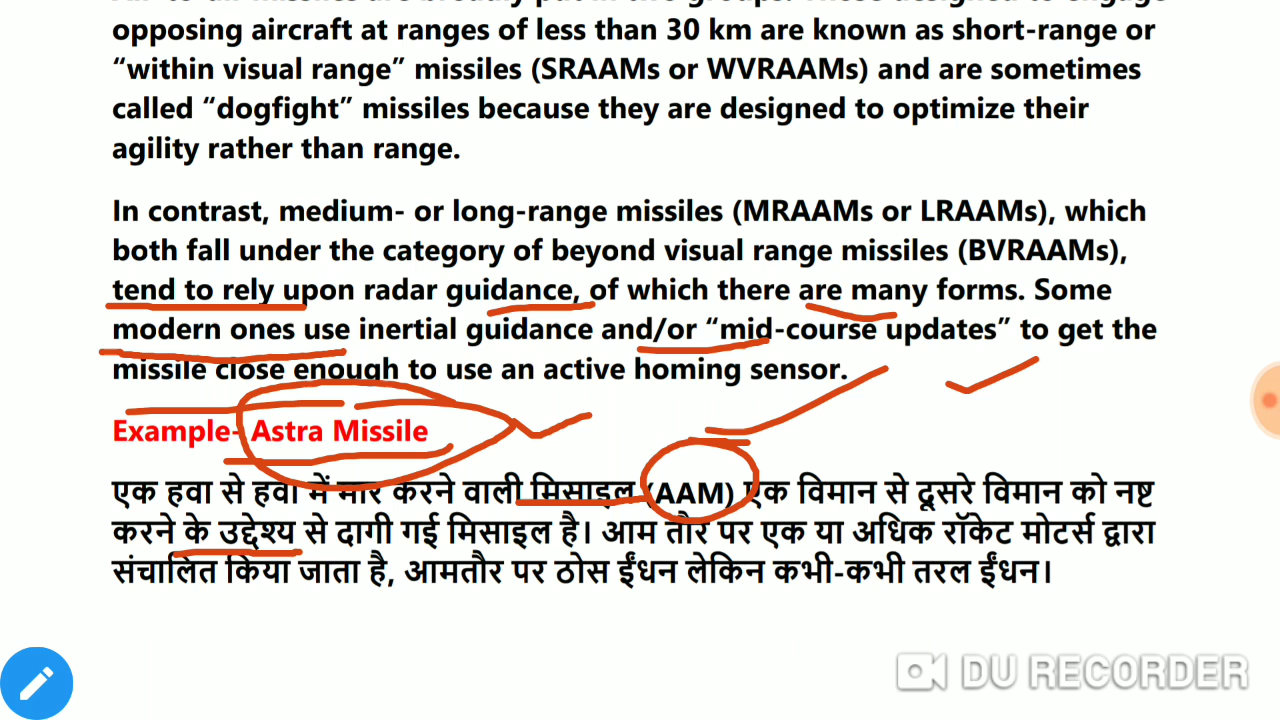 opposing aircraft at ranges of less than 30 km are known as short-range or
“within visual range” missiles (SRAAMs or WVRAAMs) and are sometimes
called “dogfight” missiles because they are designed to optimize their
agility rather than range.
In contrast, medium- or long-range missiles (MRAAMs or LRAAMs), which
both fall under the category of beyond visual range missiles (BVRAAMs),
tend to rely upon radar guidance, of which there are many forms. Some
modern ones use inertial guidance and/or “mid-course updates” to get the
missile close enough to use an active homing sensor.
Example- Astra Missile
एक हवा से हवा में मार करने वाली मिसाइल (AAM) एक विमान से दूसरे विमान को नष्ट
करने के उद्देश्य से दागी गई मिसाइल है। आम तौर पर एक या अधिक रॉकेट मोटर्स द्वारा
संचालित किया जाता है, आमतौर पर ठोस ईंधन लेकिन कभी-कभी तरल ईंधन।
DU RECORDER